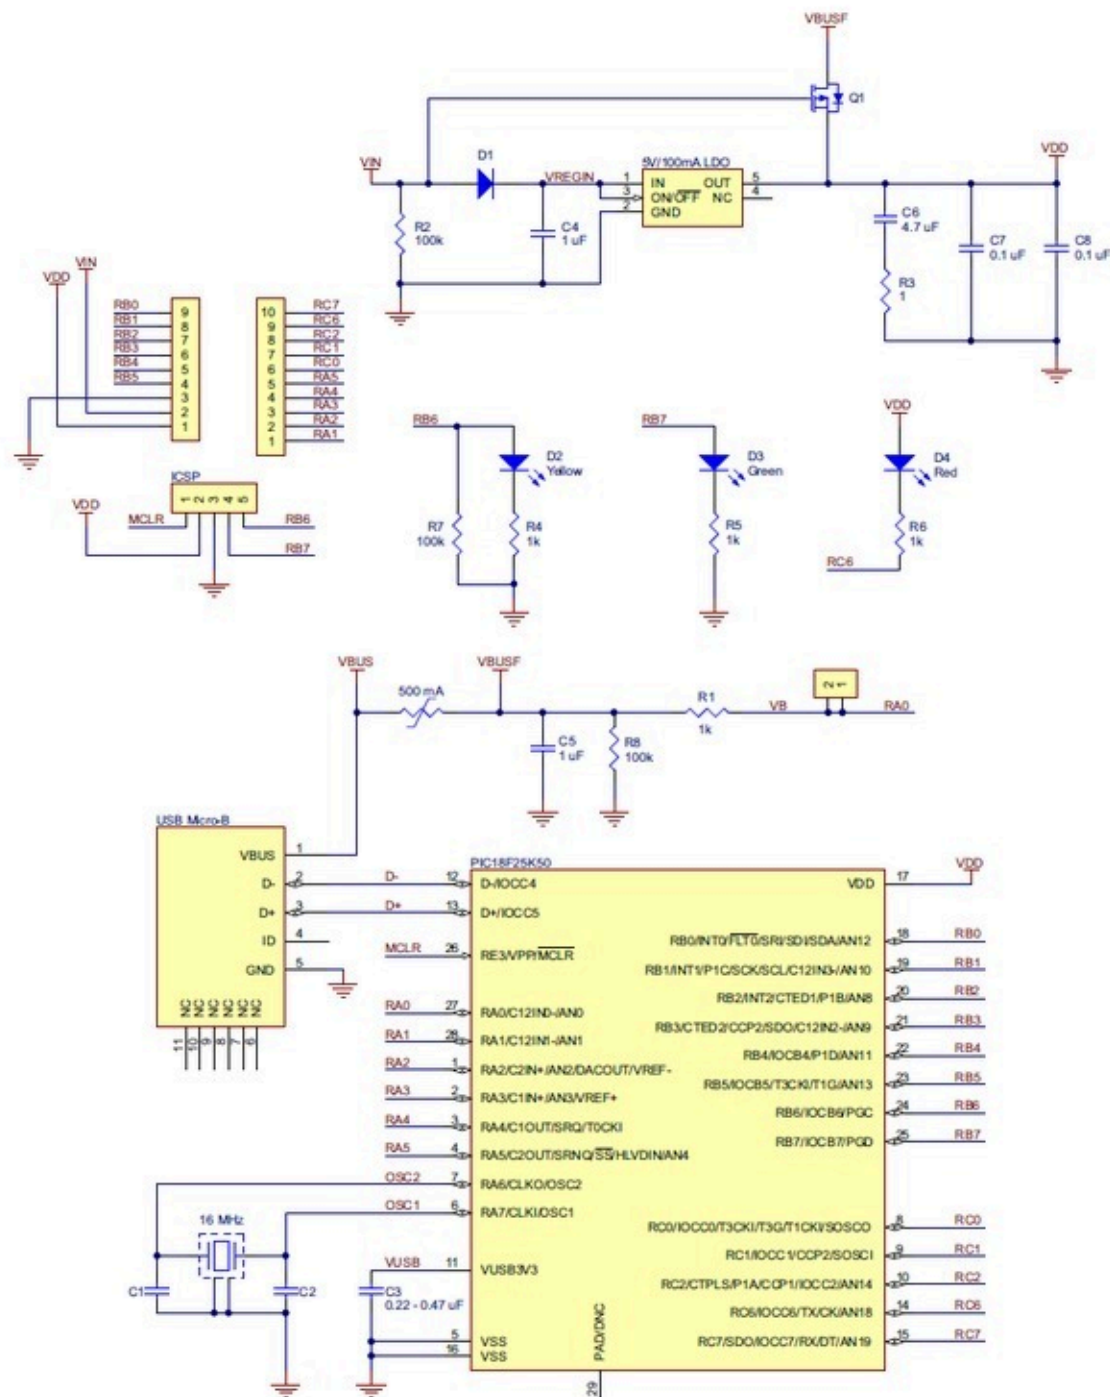 VBUSF
Q1
VIN
D1
VREGIN
5V/100mA LDO
1 IN OUT 5
3 ON/OFF NC 4
2 GND
VDD
R2
100k
C4
1 uF
C6
4.7 uF
R3
1
C7
0.1 uF
C8
0.1 uF
VDD
VIN
RB0 9
RB1 8
RB2 7
RB3 6
RB4 5
RB5 4
3
2
1
10 RC7
9 RC6
8 RC2
7 RC1
6 RC0
5 RA5
4 RA4
3 RA3
2 RA2
1 RA1
ICSP
VDD
1 2 3 4 5
MCLR
RB6
RB7
RB6
D2
Yellow
R7
100k
R4
1k
RB7
D3
Green
R5
1k
VDD
D4
Red
R6
1k
RC6
VBUS
500 mA
VBUSF
C5
1 uF
R8
100k
R1
1k
VB
2 1
RA0
USB Micro-B
VBUS 1
D- 2
D+ 3
ID 4
GND 5
NC NC NC NC NC NC
11 10 9 8 7 6
D-
D+
MCLR
RA0
RA1
RA2
RA3
RA4
RA5
OSC2
OSC1
16 MHz
C1
C2
VUSB
C3
0.22 - 0.47 uF
PIC18F25K50
12 D-/IOCC4
13 D+/IOCC5
26 RE3/VPP/MCLR
27 RA0/C12IN0-/AN0
28 RA1/C12IN1-/AN1
1 RA2/C2IN+/AN2/DACOUT/VREF-
2 RA3/C1IN+/AN3/VREF+
3 RA4/C1OUT/SRQ/T0CKI
4 RA5/C2OUT/SRNQ/SS/HLVDIN/AN4
7 RA6/CLKO/OSC2
6 RA7/CLKI/OSC1
11 VUSB3V3
5 VSS
16 VSS
PAD/DNC
29
VDD 17 VDD
RB0/INT0/FLT0/SRI/SDI/SDA/AN12 18 RB0
RB1/INT1/P1C/SCK/SCL/C12IN3-/AN10 19 RB1
RB2/INT2/CTED1/P1B/AN8 20 RB2
RB3/CTED2/CCP2/SDO/C12IN2-/AN9 21 RB3
RB4/IOCB4/P1D/AN11 22 RB4
RB5/IOCB5/T3CKI/T1G/AN13 23 RB5
RB6/IOCB6/PGC 24 RB6
RB7/IOCB7/PGD 25 RB7
RC0/IOCC0/T3CKI/T3G/T1CKI/SOSCO 8 RC0
RC1/IOCC1/CCP2/SOSCI 9 RC1
RC2/CTPLS/P1A/CCP1/IOCC2/AN14 10 RC2
RC6/IOCC6/TX/CK/AN18 14 RC6
RC7/SDO/IOCC7/RX/DT/AN19 15 RC7